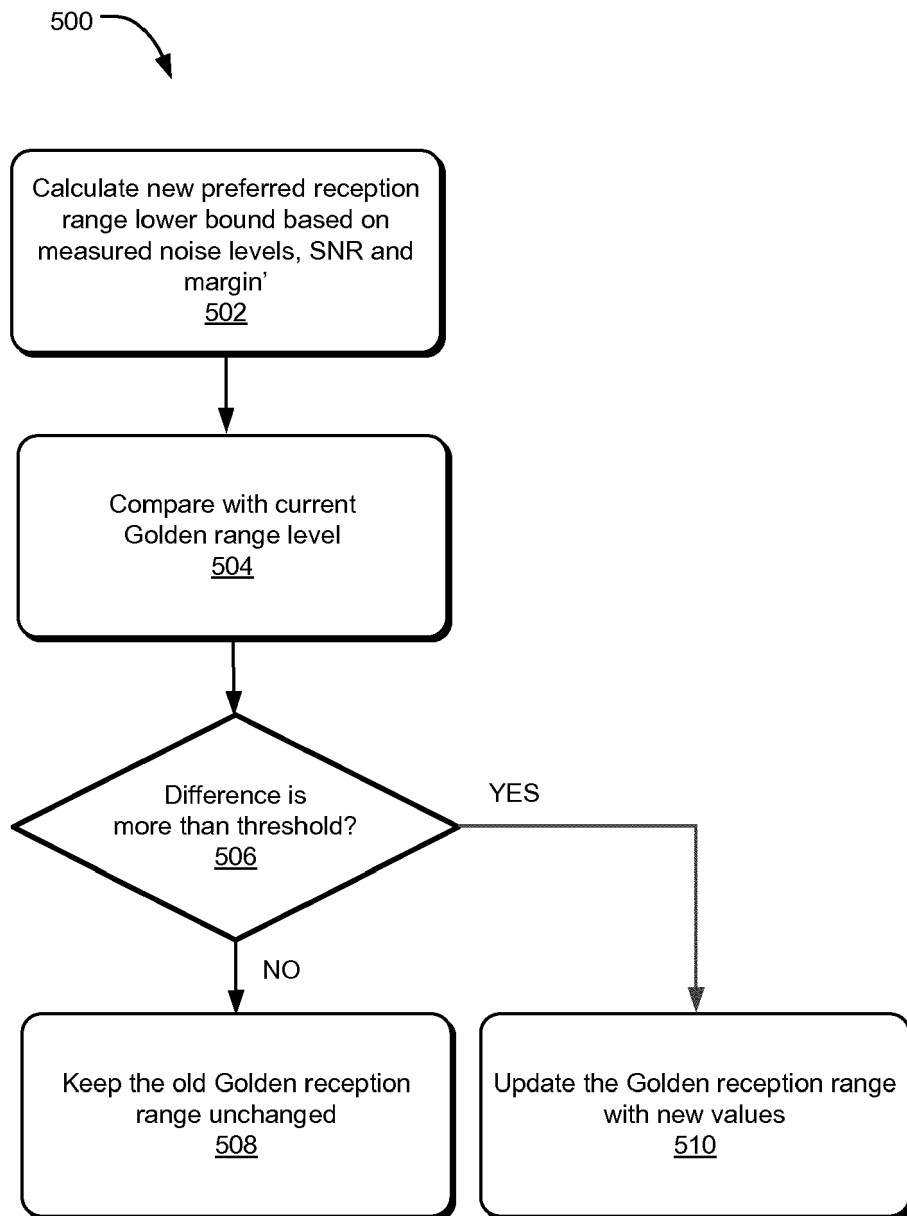 500
Calculate new preferred reception
range lower bound based on
measured noise levels, SNR and
margin’
502
Compare with current
Golden range level
504
Difference is
more than threshold?
506
YES
NO
Keep the old Golden reception
range unchanged
508
Update the Golden reception range
with new values
510